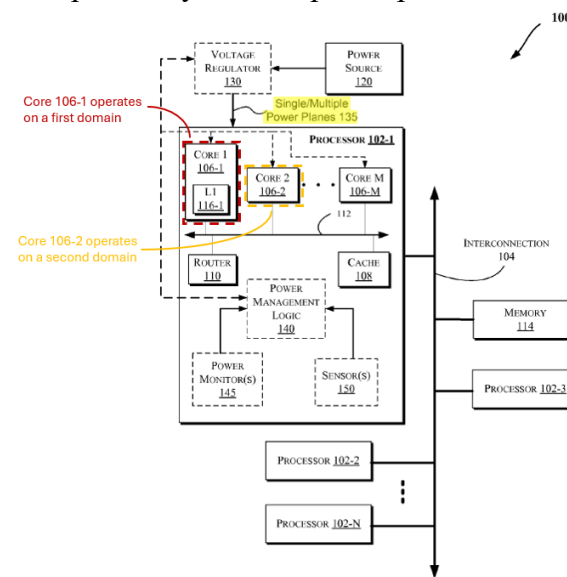 100
VOLTAGE
REGULATOR
130
POWER
SOURCE
120
Core 106-1 operates
on a first domain
Single/Multiple
Power Planes 135
PROCESSOR 102-1
CORE 1
106-1
L1
116-1
CORE 2
106-2
• • •
CORE M
106-M
112
Core 106-2 operates
on a second domain
ROUTER
110
CACHE
108
INTERCONNECTION
104
POWER
MANAGEMENT
LOGIC
140
MEMORY
114
POWER
MONITOR(S)
145
SENSOR(S)
150
PROCESSOR 102-3
PROCESSOR 102-2
PROCESSOR 102-N